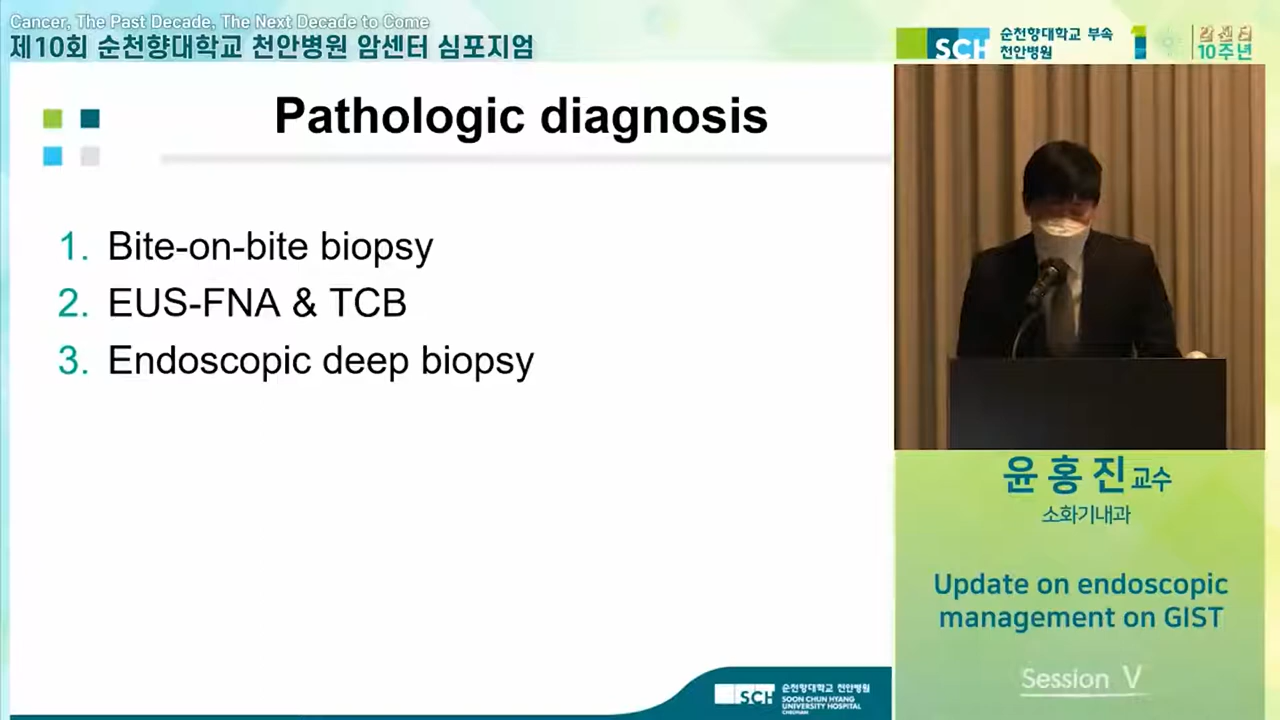 Cancer, The Past Decade, The Next Decade to Come
제10회 순천향대학교 천안병원 암센터 심포지엄
SCH 순천향대학교 부속
천안병원
암센터
10주년
Pathologic diagnosis
1. Bite-on-bite biopsy
2. EUS-FNA & TCB
3. Endoscopic deep biopsy
윤홍진 교수
소화기내과
Update on endoscopic
management on GIST
Session V
SCH 순천향대학교 천안병원
SOON CHUN HYANG
UNIVERSITY HOSPITAL
CHEONAN